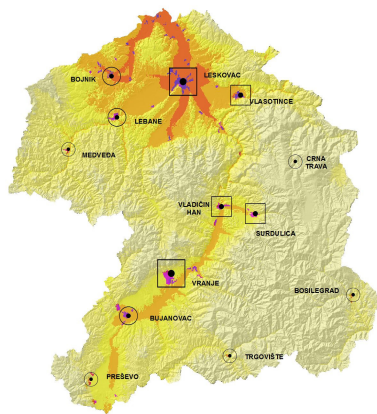 LESKOVAC
BOJNIK
VLASOTINCE
LEBANE
MEDVEĐA
CRNA
TRAVA
VLADIČIN
HAN
SURDULICA
VRANJE
BOSILEGRAD
BUJANOVAC
TRGOVIŠTE
PREŠEVO